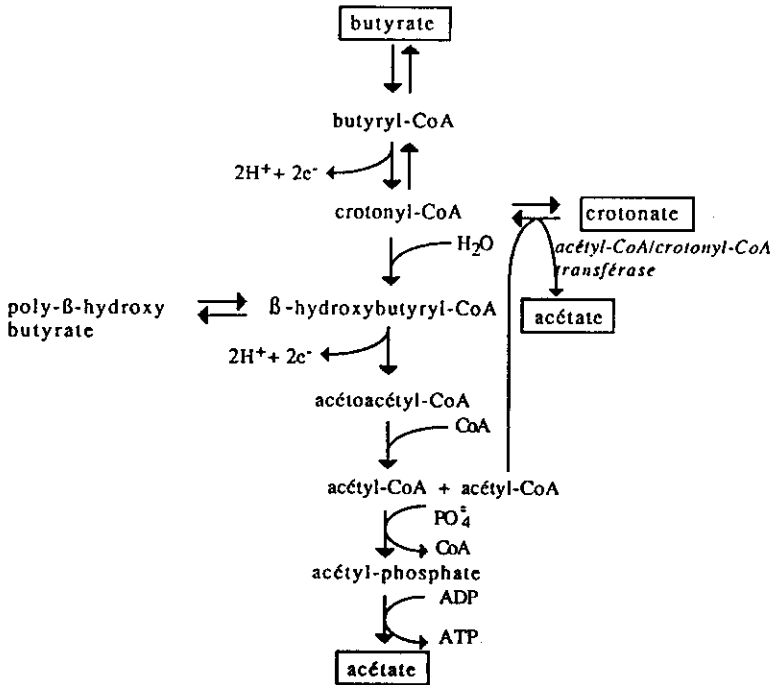 butyrate
butyryl-CoA
2H⁺ + 2e⁻
crotonyl-CoA
crotonate
H₂O
acétyl-CoA/crotonyl-CoA
transférase
poly-ß-hydroxy
butyrate
ß-hydroxybutyryl-CoA
acétate
2H⁺ + 2e⁻
acétoacétyl-CoA
CoA
acétyl-CoA + acétyl-CoA
PO₄⁼
CoA
acétyl-phosphate
ADP
ATP
acétate